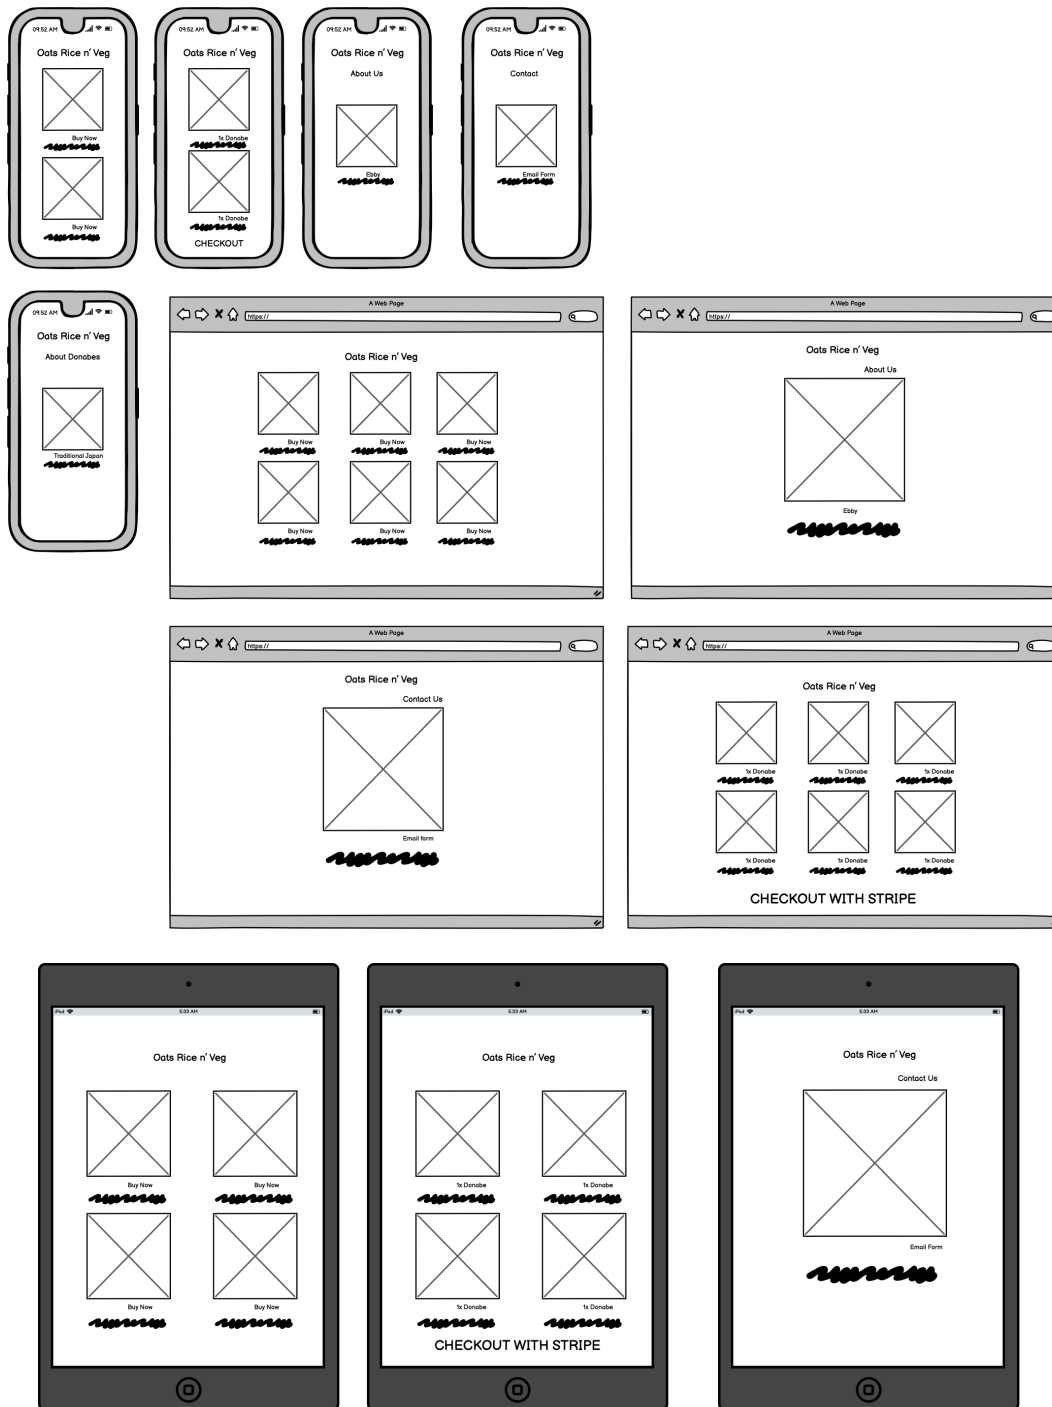 09:52 AM
Oats Rice n' Veg
Buy Now
Buy Now
09:52 AM
Oats Rice n' Veg
1x Donabe
1x Donabe
CHECKOUT
09:52 AM
Oats Rice n' Veg
About Us
Ebby
09:52 AM
Oats Rice n' Veg
Contact
Email Form
09:52 AM
Oats Rice n' Veg
About Donabes
Traditional Japan
A Web Page
https://
Oats Rice n' Veg
Buy Now Buy Now Buy Now
Buy Now Buy Now Buy Now
A Web Page
https://
Oats Rice n' Veg
About Us
Ebby
A Web Page
https://
Oats Rice n' Veg
Contact Us
Email form
A Web Page
https://
Oats Rice n' Veg
1x Donabe 1x Donabe 1x Donabe
1x Donabe 1x Donabe 1x Donabe
CHECKOUT WITH STRIPE
iPad 5:33 AM
Oats Rice n' Veg
Buy Now Buy Now
Buy Now Buy Now
iPad 5:33 AM
Oats Rice n' Veg
1x Donabe 1x Donabe
1x Donabe 1x Donabe
CHECKOUT WITH STRIPE
iPad 5:33 AM
Oats Rice n' Veg
Contact Us
Email Form